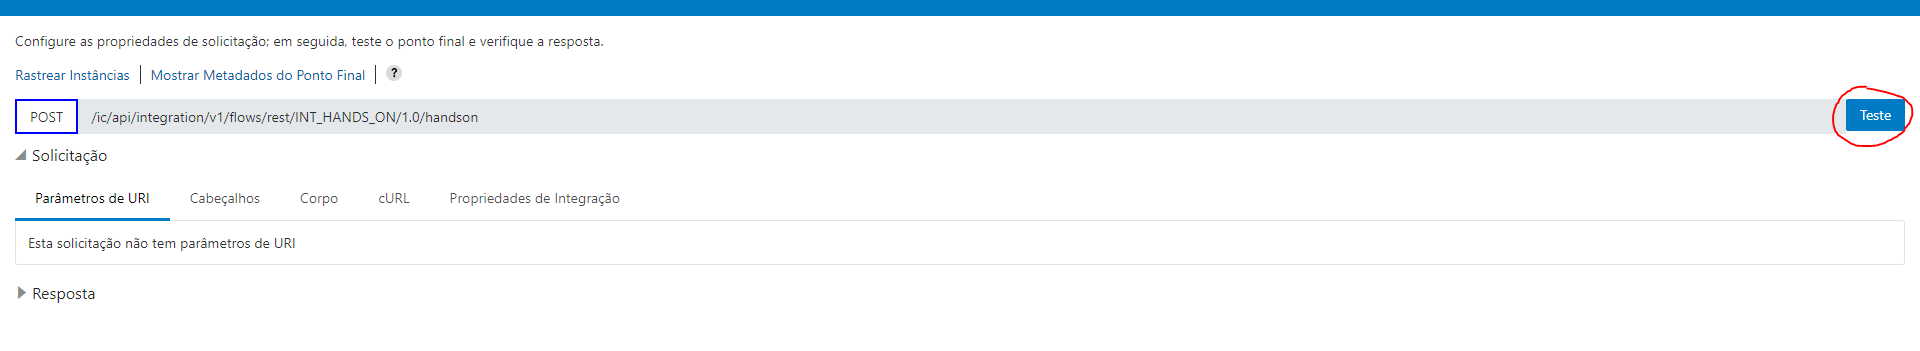 Configure as propriedades de solicitação; em seguida, teste o ponto final e verifique a resposta.
Rastrear Instâncias | Mostrar Metadados do Ponto Final | ?
POST /ic/api/integration/v1/flows/rest/INT_HANDS_ON/1.0/handson Teste
Solicitação
Parâmetros de URI Cabeçalhos Corpo cURL Propriedades de Integração
Esta solicitação não tem parâmetros de URI
Resposta